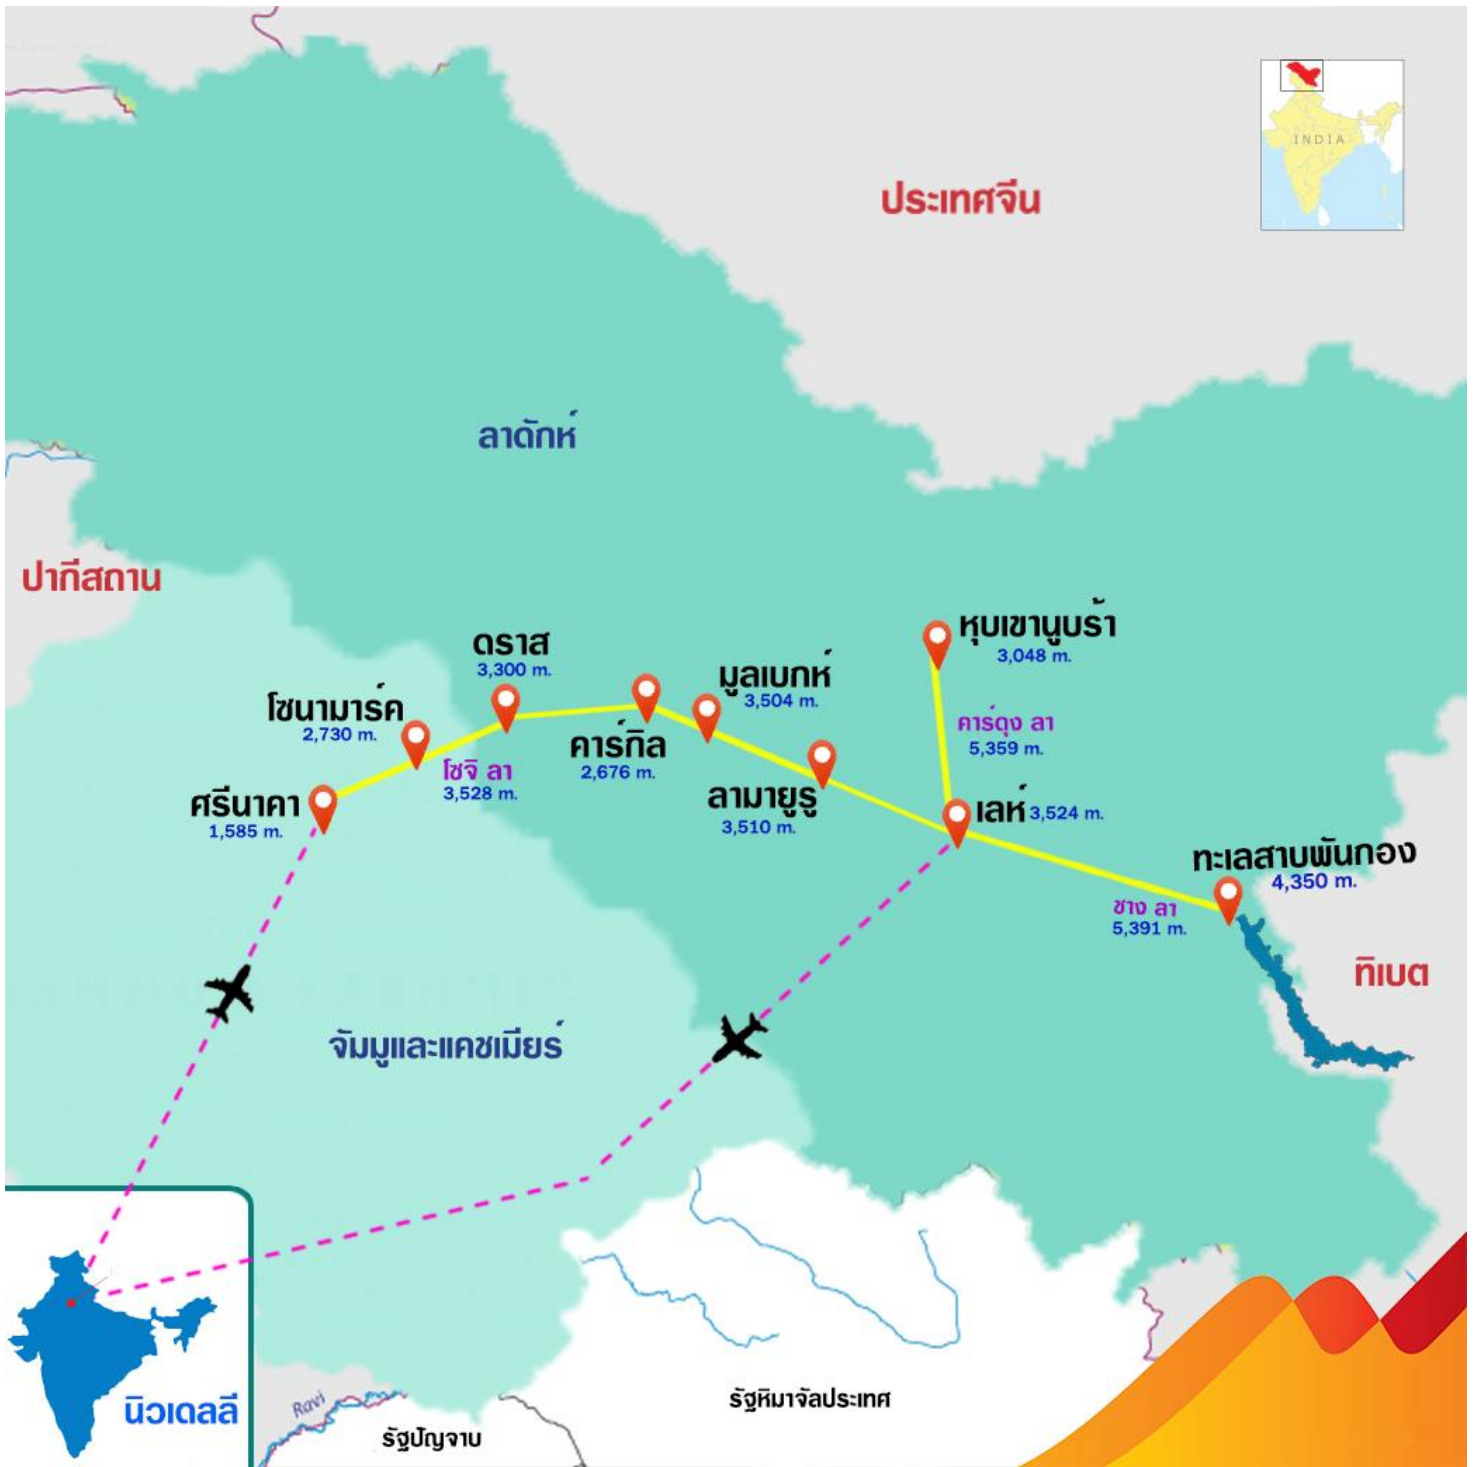 INDIA
ประเทศจีน
ลาดักห์
ปากีสถาน
หุบเขานูบร้า
3,048 m.
ดราส
3,300 m.
มูลเบกห์
3,504 m.
โซนามาร์ค
2,730 m.
คาร์กิล
2,676 m.
คาร์ดุง ลา
5,359 m.
โซจิ ลา
3,528 m.
ศรีนาคา
1,585 m.
ลามายูรู
3,510 m.
เลห์ 3,524 m.
ทะเลสาบพันกอง
4,350 m.
ชาง ลา
5,391 m.
ทิเบต
จัมมูและแคชเมียร์
นิวเดลลี
Ravi
รัฐหิมาจัลประเทศ
รัฐปัญจาบ